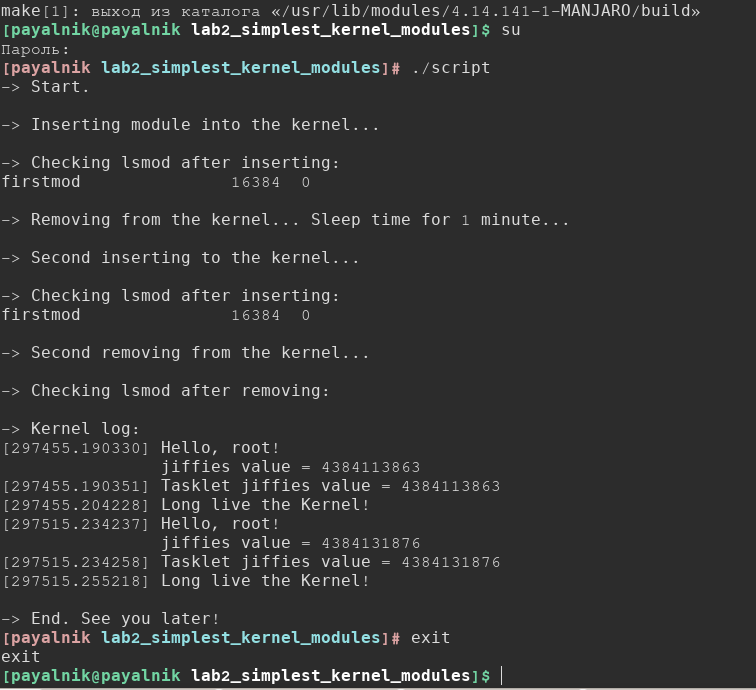 make[1]: выход из каталога «/usr/lib/modules/4.14.141-1-MANJARO/build»
[payalnik@payalnik lab2_simplest_kernel_modules]$ su
Пароль:
[payalnik lab2_simplest_kernel_modules]# ./script
-> Start.
-> Inserting module into the kernel...
-> Checking lsmod after inserting:
firstmod               16384  0
-> Removing from the kernel... Sleep time for 1 minute...
-> Second inserting to the kernel...
-> Checking lsmod after inserting:
firstmod               16384  0
-> Second removing from the kernel...
-> Checking lsmod after removing:
-> Kernel log:
[297455.190330] Hello, root!
                jiffies value = 4384113863
[297455.190351] Tasklet jiffies value = 4384113863
[297455.204228] Long live the Kernel!
[297515.234237] Hello, root!
                jiffies value = 4384131876
[297515.234258] Tasklet jiffies value = 4384131876
[297515.255218] Long live the Kernel!
-> End. See you later!
[payalnik lab2_simplest_kernel_modules]# exit
exit
[payalnik@payalnik lab2_simplest_kernel_modules]$